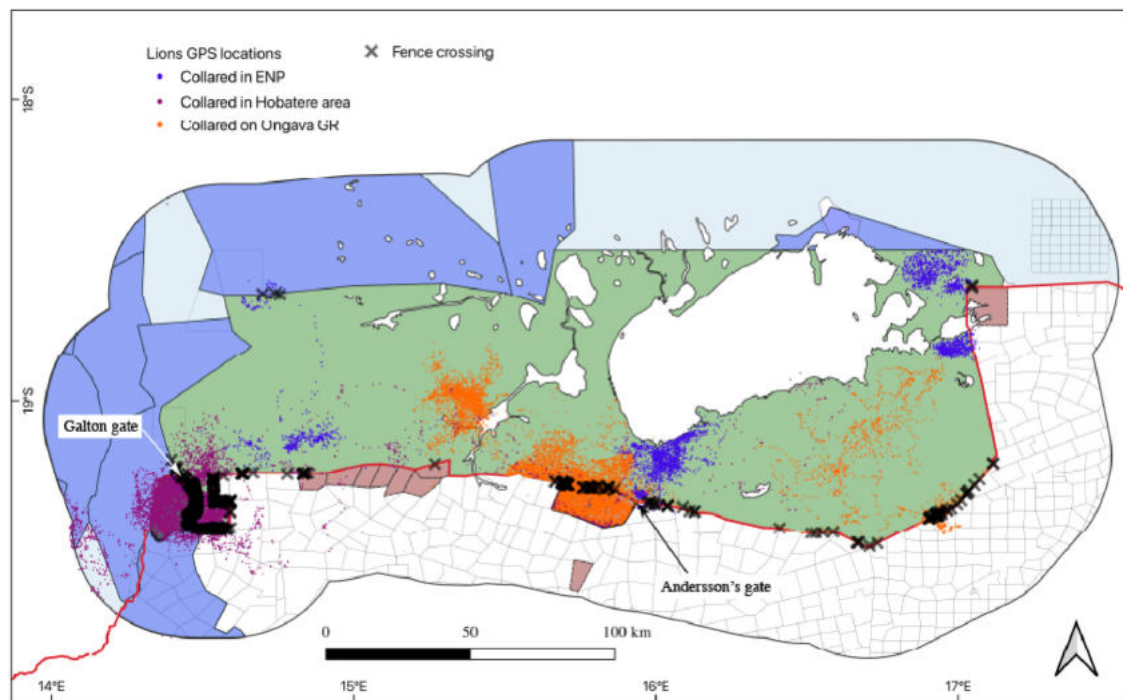 Lions GPS locations
Fence crossing
Collared in ENP
Collared in Hobatere area
Collared on Ongava GR
18°S
19°S
Galton gate
Andersson's gate
0 50 100 km
14°E 15°E 16°E 17°E